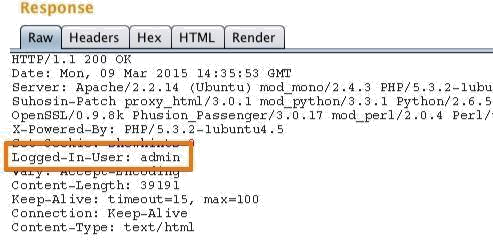 Response
Raw Headers Hex HTML Render
HTTP/1.1 200 OK
Date: Mon, 09 Mar 2015 14:35:53 GMT
Server: Apache/2.2.14 (Ubuntu) mod_mono/2.4.3 PHP/5.3.2-1ubu
Suhosin-Patch proxy_html/3.0.1 mod_python/3.3.1 Python/2.6.5
OpenSSL/0.9.8k Phusion_Passenger/3.0.17 mod_perl/2.0.4 Perl/
X-Powered-By: PHP/5.3.2-1ubuntu4.5
Set-Cookie: showhints=0
Logged-In-User: admin
Vary: Accept-Encoding
Content-Length: 39191
Keep-Alive: timeout=15, max=100
Connection: Keep-Alive
Content-Type: text/html